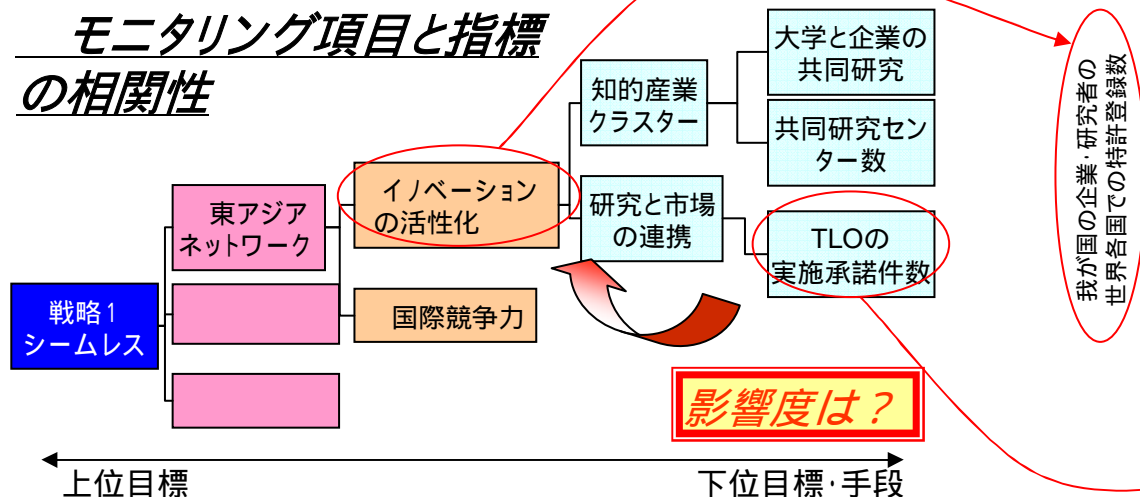 モニタリング項目と指標
の相関性
戦略1
シームレス
東アジア
ネットワーク
イノベーション
の活性化
国際競争力
知的産業
クラスター
研究と市場
の連携
大学と企業の
共同研究
共同研究セン
ター数
TLOの
実施承諾件数
我が国の企業・研究者の
世界各国での特許登録数
影響度は？
上位目標
下位目標・手段